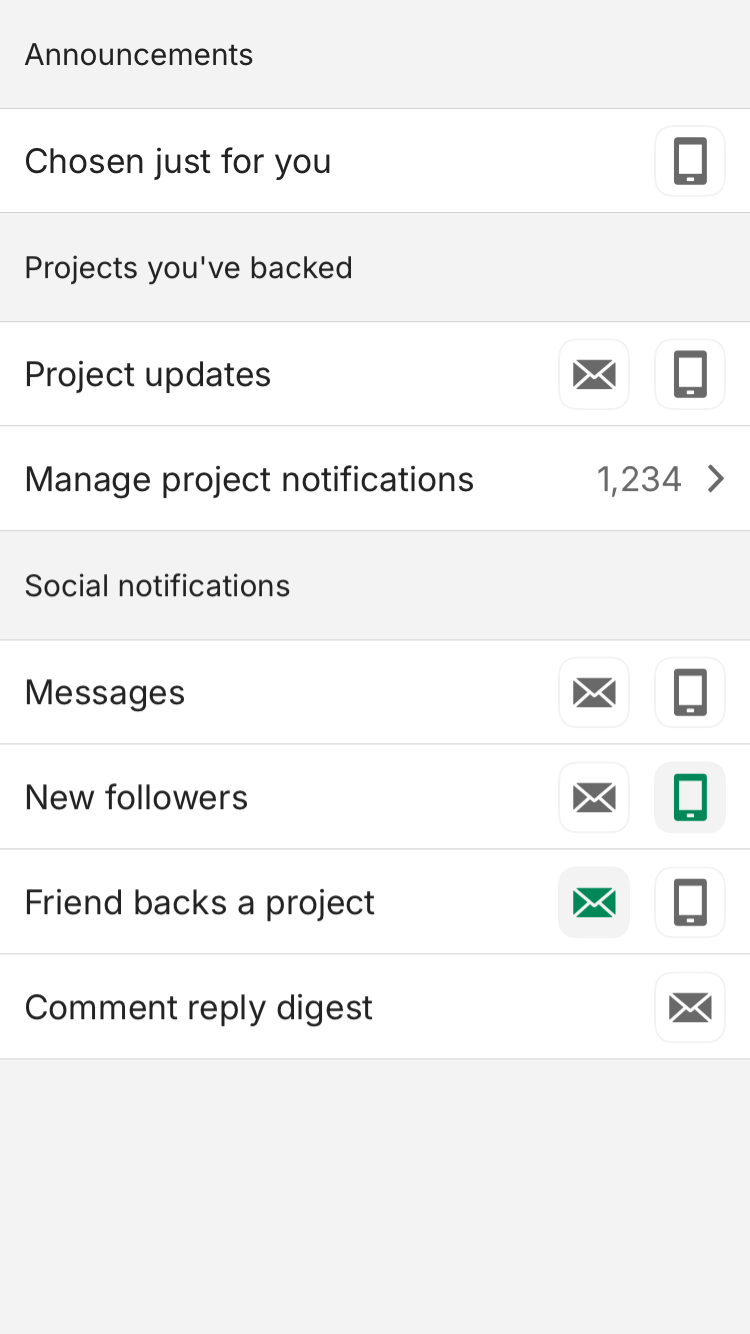 Announcements
Chosen just for you
Projects you've backed
Project updates
Manage project notifications 1,234
Social notifications
Messages
New followers
Friend backs a project
Comment reply digest